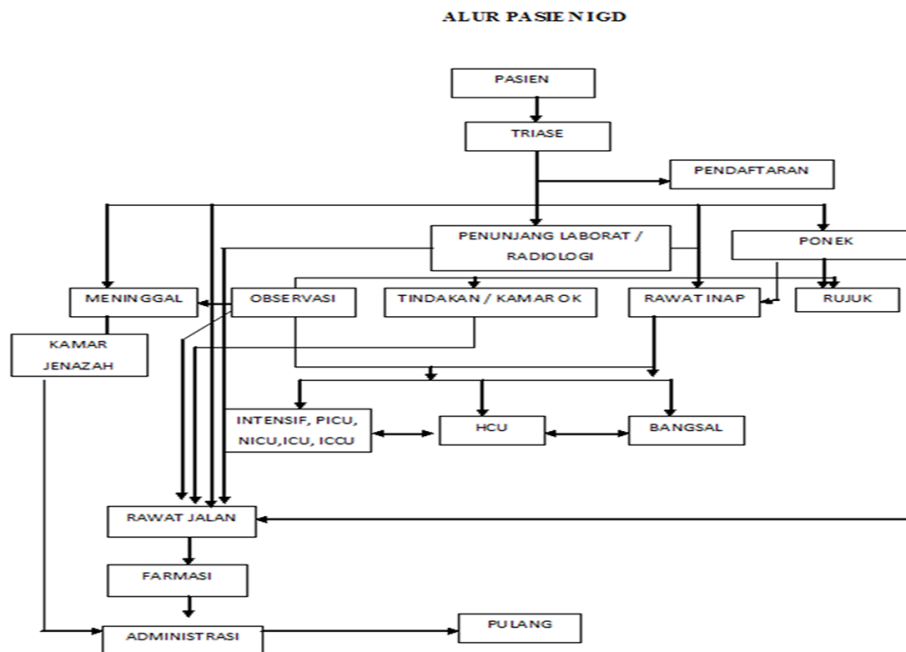 ALUR PASIEN IGD
PASIEN
TRIASE
PENDAFTARAN
PENUNJANG LABORAT /
RADIOLOGI
PONEK
MENINGGAL
OBSERVASI
TINDAKAN / KAMAR OK
RAWAT INAP
RUJUK
KAMAR
JENAZAH
INTENSIF, PICU,
NICU,ICU, ICCU
HCU
BANGSAL
RAWAT JALAN
FARMASI
ADMINISTRASI
PULANG